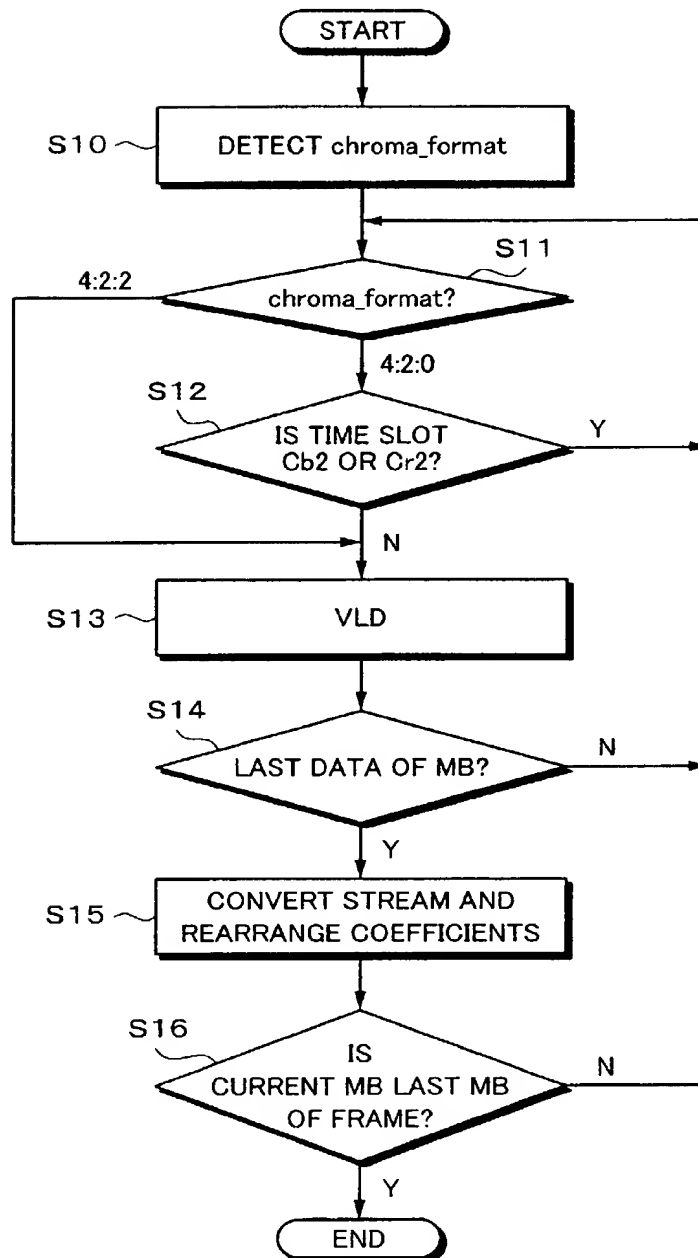 START
S10
DETECT chroma_format
S11
4:2:2
chroma_format?
4:2:0
S12
IS TIME SLOT
Cb2 OR Cr2?
Y
N
S13
VLD
S14
LAST DATA OF MB?
N
Y
S15
CONVERT STREAM AND
REARRANGE COEFFICIENTS
S16
IS
CURRENT MB LAST MB
OF FRAME?
N
Y
END